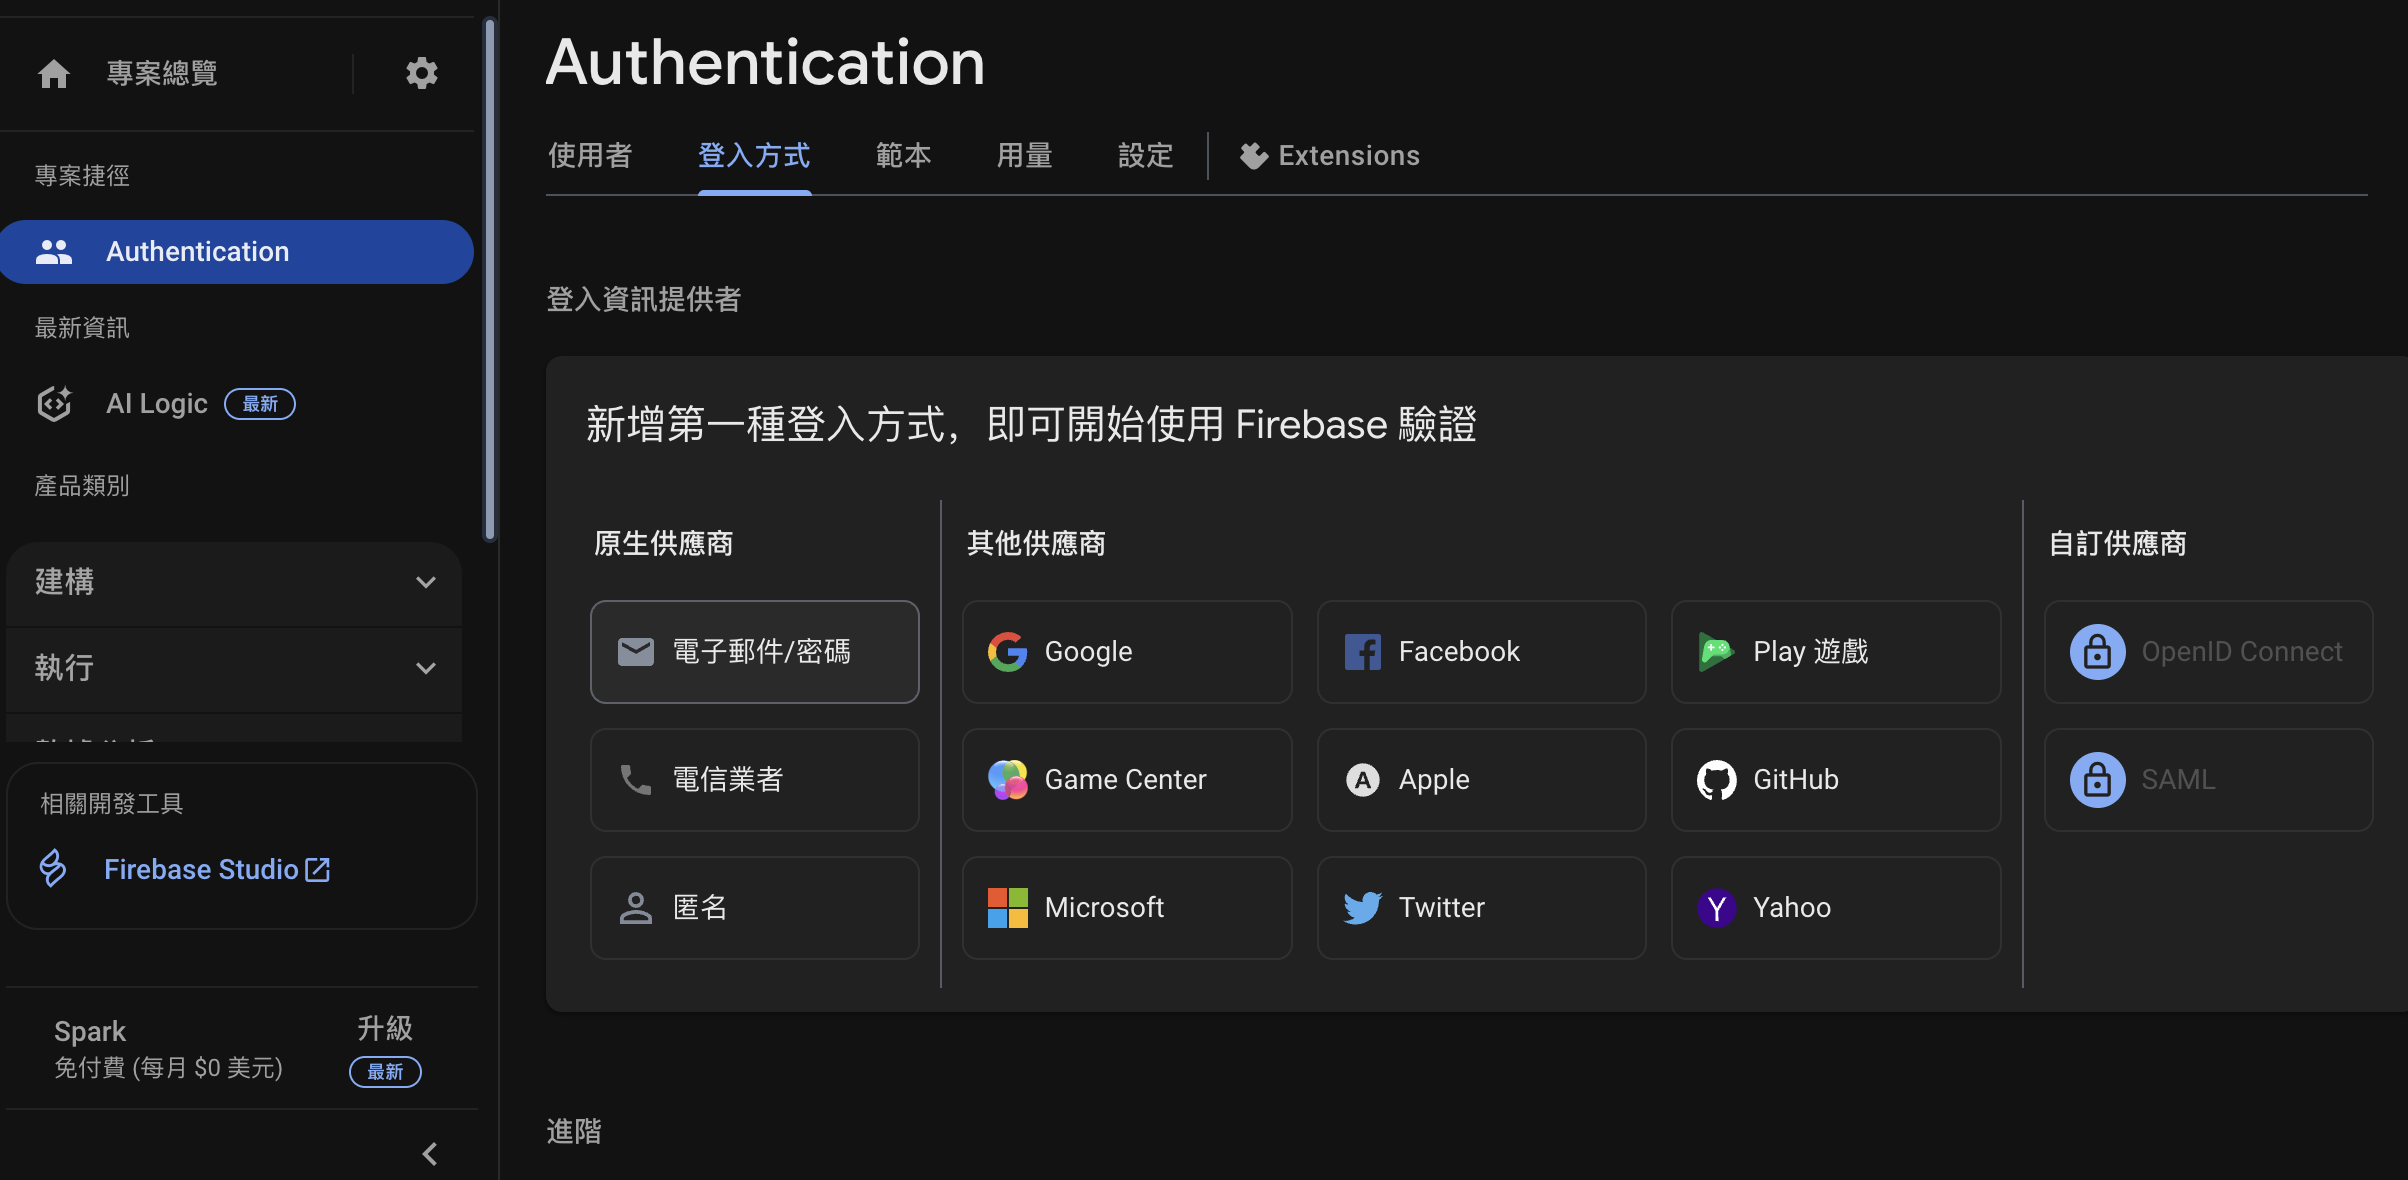 專案總覽
專案捷徑
Authentication
最新資訊
AI Logic 最新
產品類別
建構
執行
相關開發工具
Firebase Studio
Spark
免付費 (每月 $0 美元)
升級
最新
Authentication
使用者 登入方式 範本 用量 設定 Extensions
登入資訊提供者
新增第一種登入方式，即可開始使用 Firebase 驗證
原生供應商
電子郵件/密碼
電信業者
匿名
其他供應商
Google Facebook Play 遊戲
Game Center Apple GitHub
Microsoft Twitter Yahoo
自訂供應商
OpenID Connect
SAML
進階